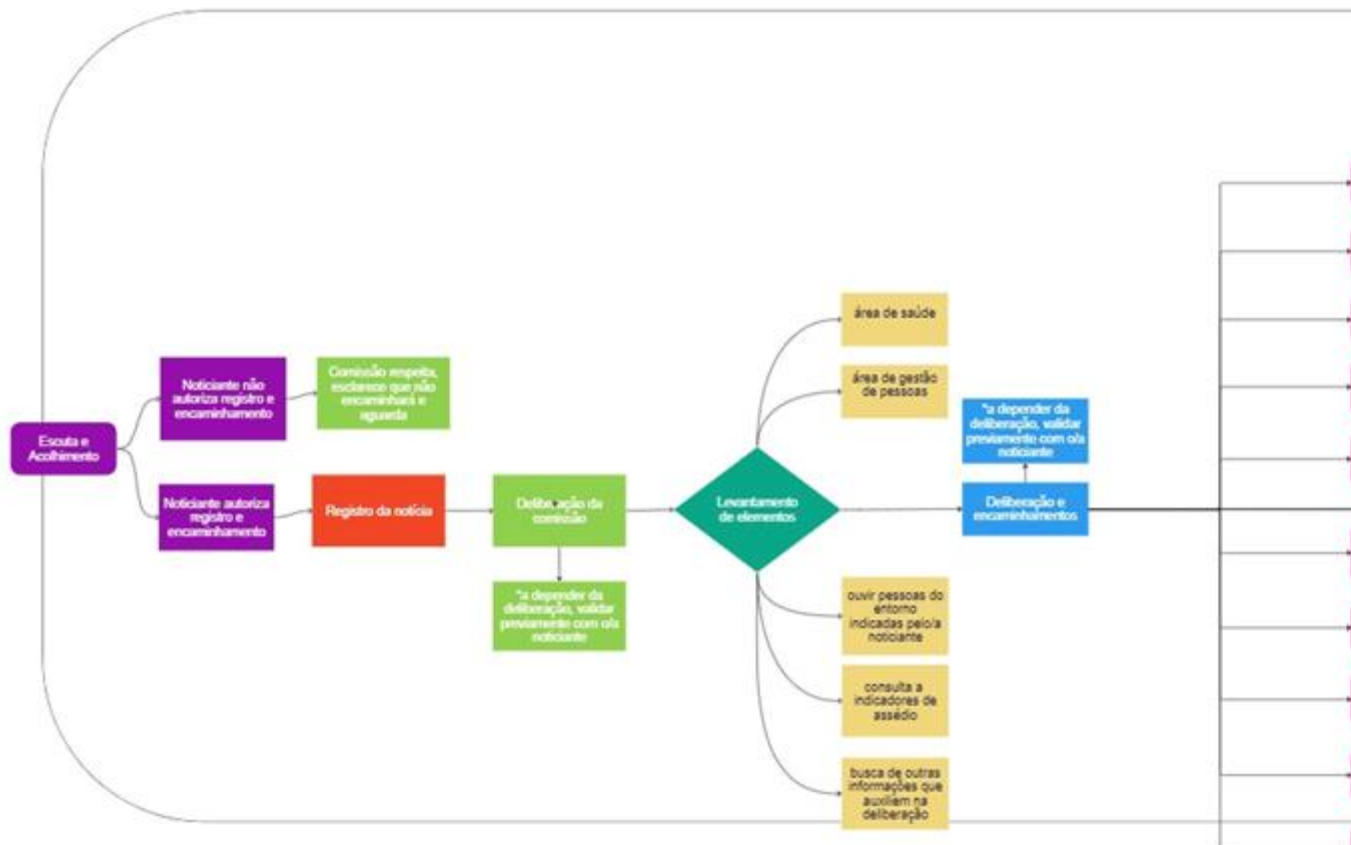 Escuta e
Acolhimento
Noticiante não
autoriza registro e
encaminhamento
Comissão respeita,
esclarece que não
encaminhará e
aguarda
Noticiante autoriza
registro e
encaminhamento
Registro da notícia
Deliberação da
comissão
*a depender da
deliberação, validar
previamente com o/a
noticiante
Levantamento
de elementos
área de saúde
área de gestão
de pessoas
*a depender da
deliberação, validar
previamente com o/a
noticiante
Deliberação e
encaminhamentos
ouvir pessoas do
entorno
indicadas pelo/a
noticiante
consulta a
indicadores de
assédio
busca de outras
informações que
auxiliem na
deliberação